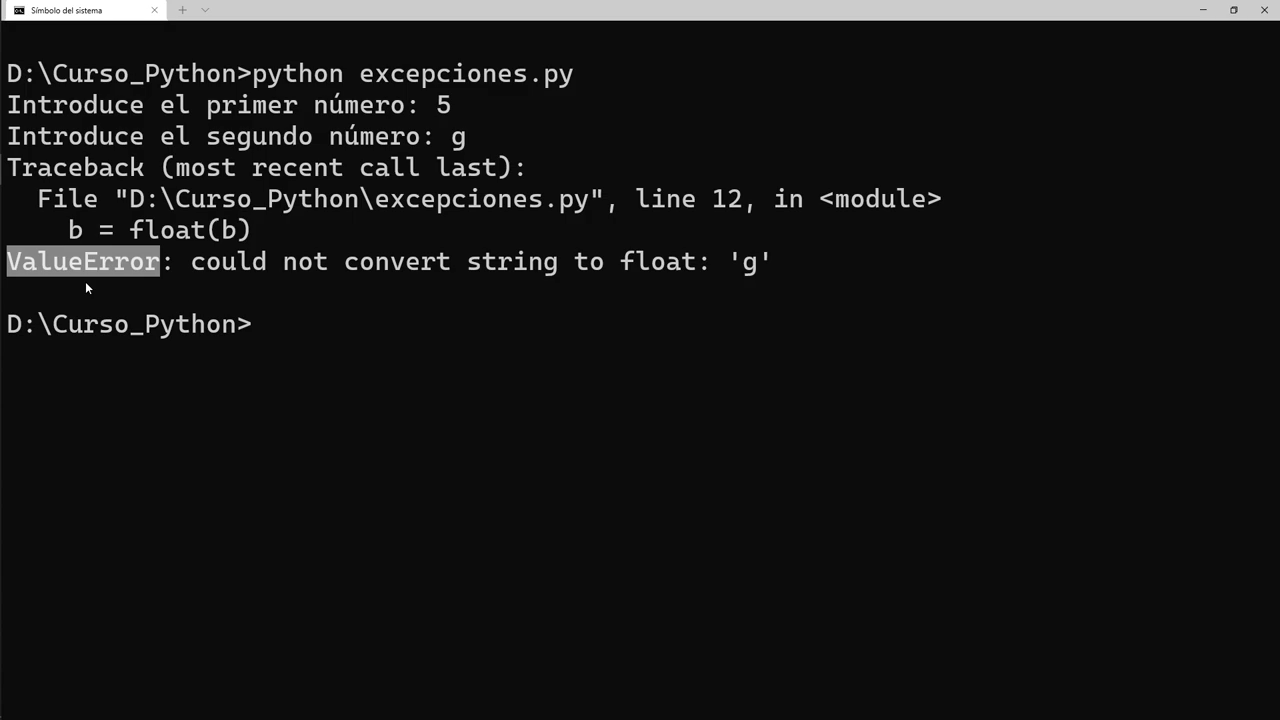 Símbolo del sistema
D:\Curso_Python>python excepciones.py
Introduce el primer número: 5
Introduce el segundo número: g
Traceback (most recent call last):
  File "D:\Curso_Python\excepciones.py", line 12, in <module>
    b = float(b)
ValueError: could not convert string to float: 'g'
D:\Curso_Python>